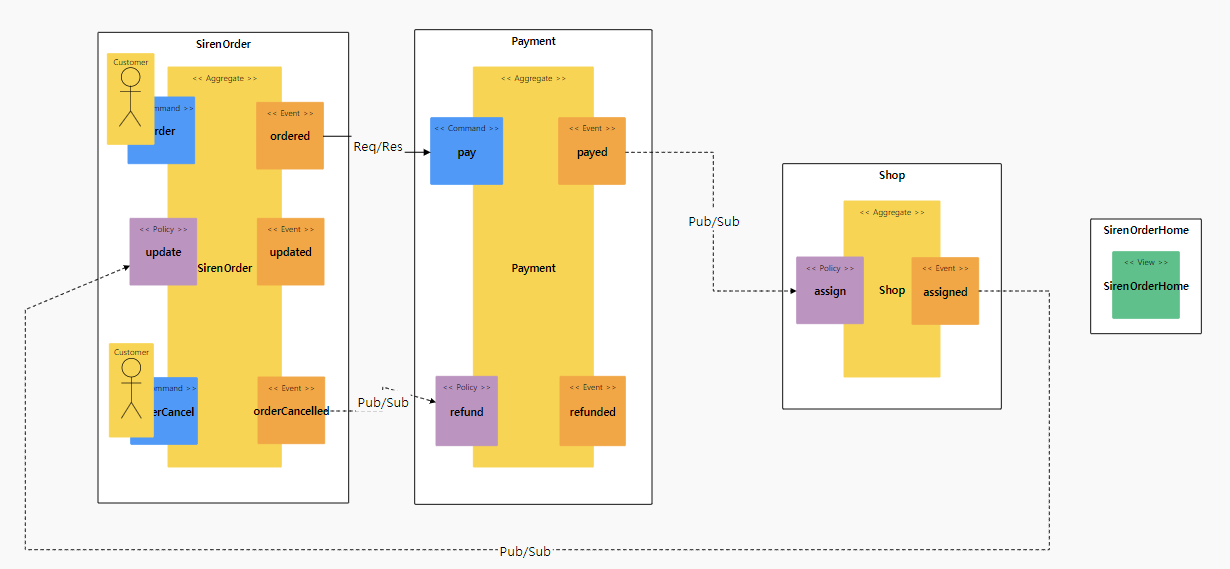 SirenOrder
Customer
<< Aggregate >>
mmand >>
rder
<< Event >>
ordered
<< Policy >>
update
SirenOrder
<< Event >>
updated
Customer
mmand >>
erCancel
<< Event >>
orderCancelled
Req/Res
Pub/Sub
Payment
<< Aggregate >>
<< Command >>
pay
<< Event >>
payed
Payment
<< Policy >>
refund
<< Event >>
refunded
Pub/Sub
Shop
<< Aggregate >>
<< Policy >>
assign
Shop
<< Event >>
assigned
SirenOrderHome
<< View >>
SirenOrderHome
Pub/Sub